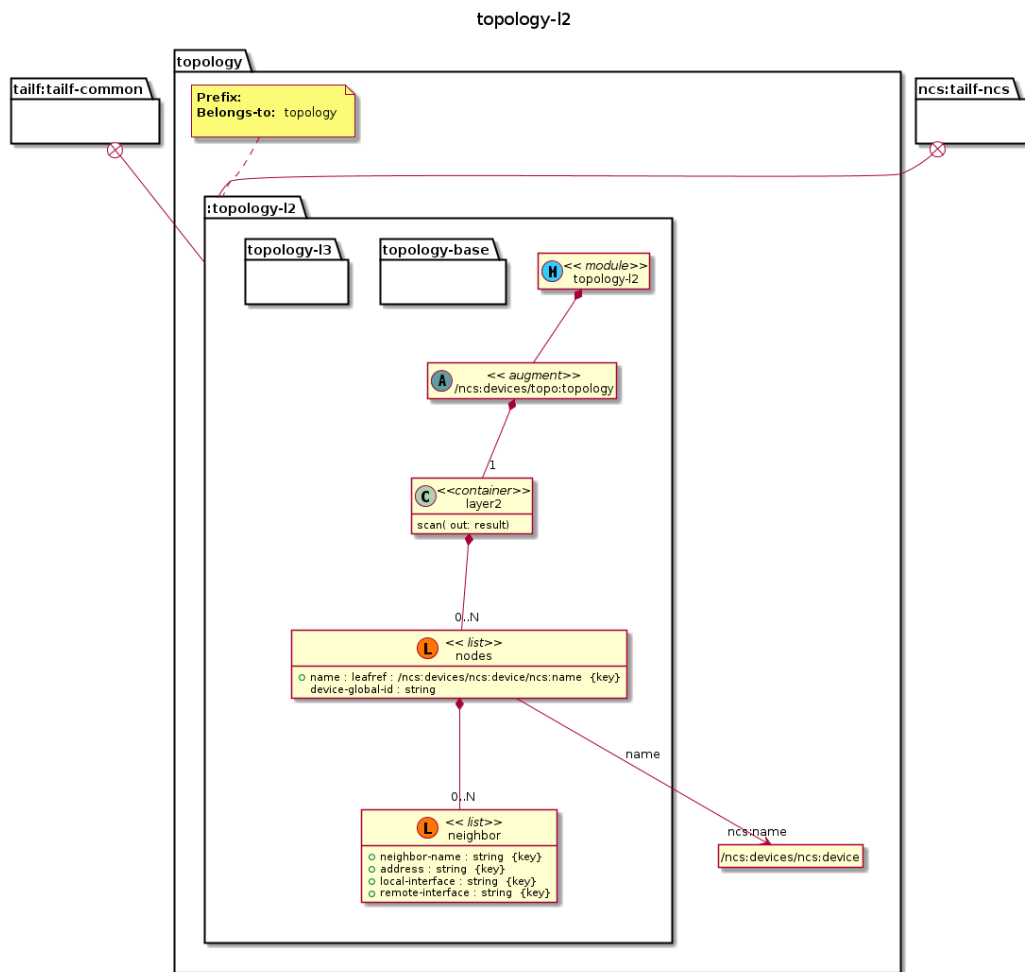 topology-l2
topology
tailf:tailf-common
ncs:tailf-ncs
Prefix:
Belongs-to: topology
:topology-l2
topology-l3
topology-base
M
<< module>>
topology-l2
A
<< augment>>
/ncs:devices/topo:topology
1
C
<<container>>
layer2
scan( out: result)
0..N
L
<< list>>
nodes
name : leafref : /ncs:devices/ncs:device/ncs:name {key}
device-global-id : string
name
0..N
ncs:name
L
<< list>>
neighbor
/ncs:devices/ncs:device
neighbor-name : string {key}
address : string {key}
local-interface : string {key}
remote-interface : string {key}